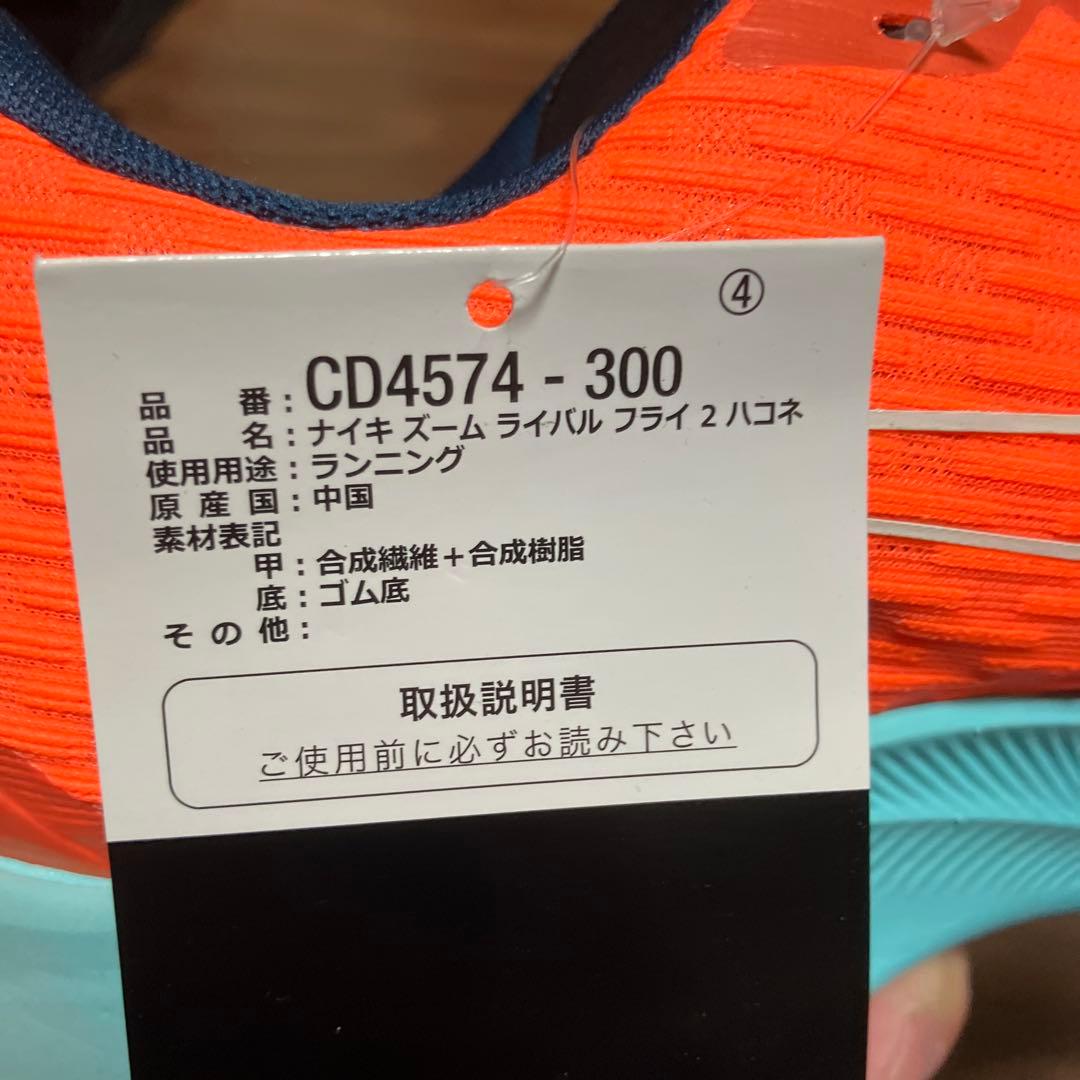 ④
品番：CD4574 - 300
品名：ナイキ ズーム ライバル フライ 2 ハコネ
使用用途：ランニング
原産国：中国
素材表記
甲：合成繊維＋合成樹脂
底：ゴム底
その他：
取扱説明書
ご使用前に必ずお読み下さい